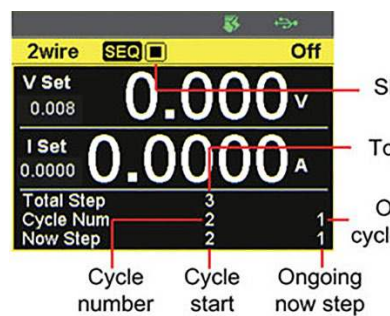 2wire SEQ Off
V Set
0.008
0.000 V
I Set
0.0000
0.0000 A
Total Step 3
Cycle Num 2 1
Now Step 2 1
Cycle number
Cycle start
Ongoing now step